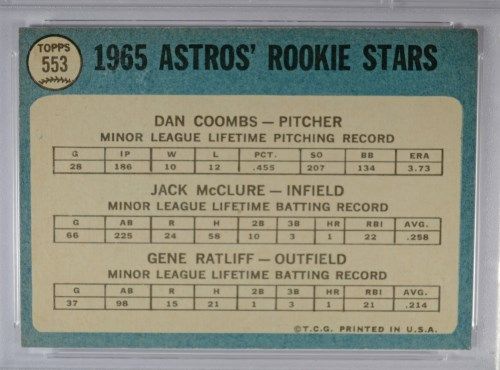 TOPPS
553
1965 ASTROS' ROOKIE STARS
DAN COOMBS — PITCHER
MINOR LEAGUE LIFETIME PITCHING RECORD
G IP W L PCT. SO BB ERA
28 186 10 12 .455 207 134 3.73
JACK McCLURE — INFIELD
MINOR LEAGUE LIFETIME BATTING RECORD
G AB R H 2B 3B HR RBI AVG.
66 225 24 58 10 3 1 22 .258
GENE RATLIFF — OUTFIELD
MINOR LEAGUE LIFETIME BATTING RECORD
G AB R H 2B 3B HR RBI AVG.
37 98 15 21 1 3 1 21 .214
©T.C.G. PRINTED IN U.S.A.